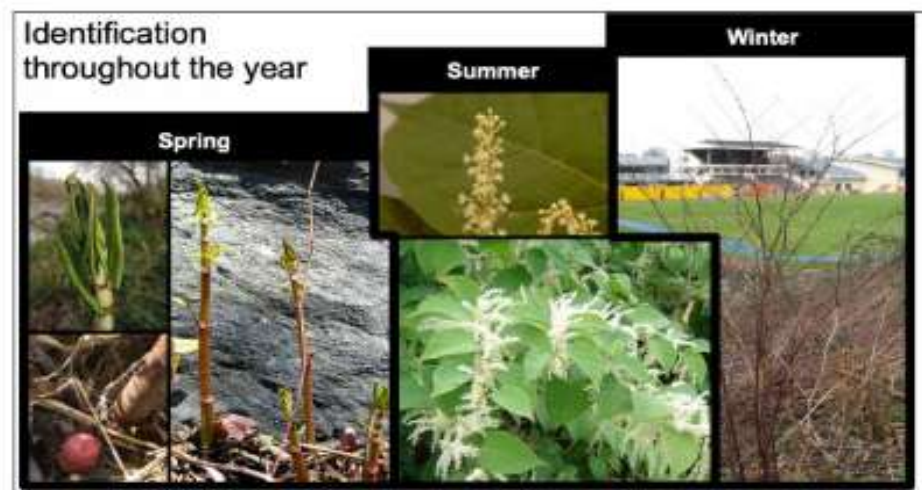 Identification
throughout the year
Spring
Summer
Winter